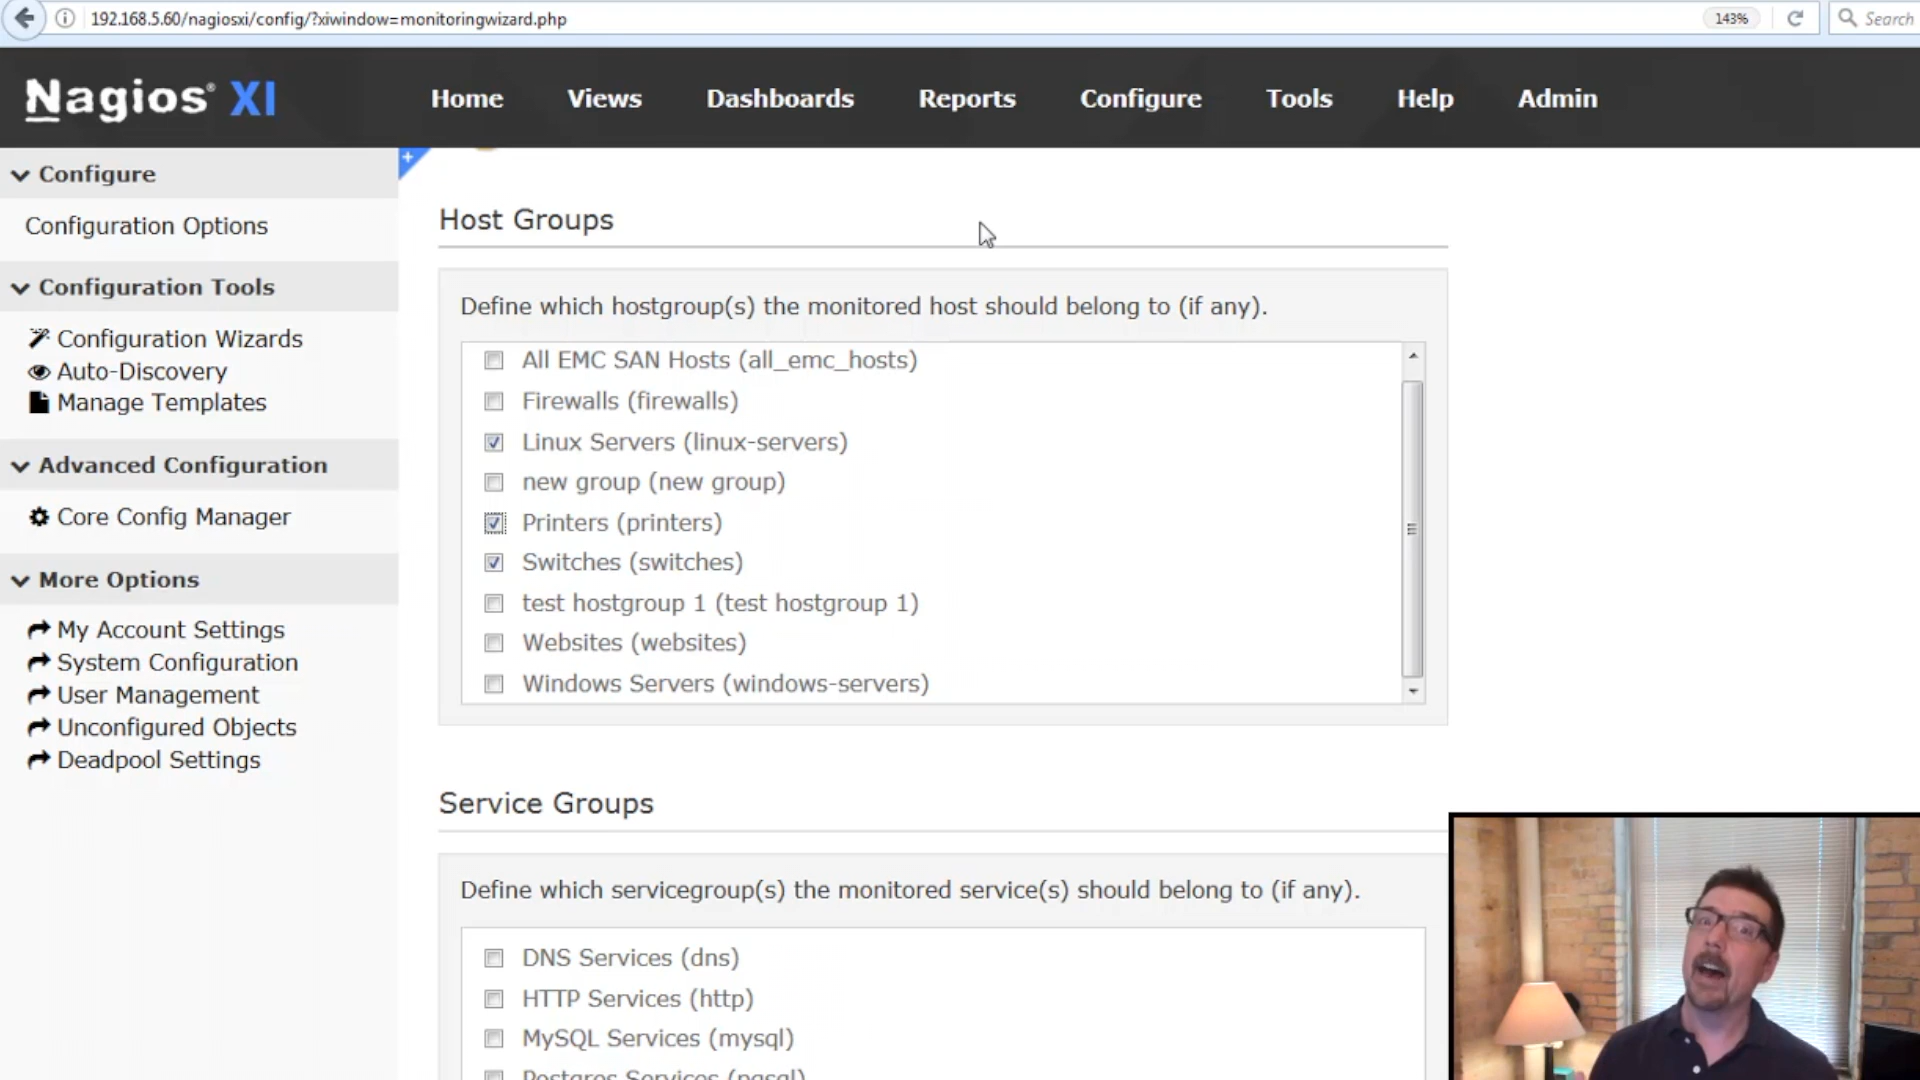 192.168.5.60/nagiosxi/config/?xiwindow=monitoringwizard.php
143%
Search
Nagios® XI
Home
Views
Dashboards
Reports
Configure
Tools
Help
Admin
Configure
Configuration Options
Configuration Tools
Configuration Wizards
Auto-Discovery
Manage Templates
Advanced Configuration
Core Config Manager
More Options
My Account Settings
System Configuration
User Management
Unconfigured Objects
Deadpool Settings
Host Groups
Define which hostgroup(s) the monitored host should belong to (if any).
All EMC SAN Hosts (all_emc_hosts)
Firewalls (firewalls)
Linux Servers (linux-servers)
new group (new group)
Printers (printers)
Switches (switches)
test hostgroup 1 (test hostgroup 1)
Websites (websites)
Windows Servers (windows-servers)
Service Groups
Define which servicegroup(s) the monitored service(s) should belong to (if any).
DNS Services (dns)
HTTP Services (http)
MySQL Services (mysql)
Postgres Services (pgsql)